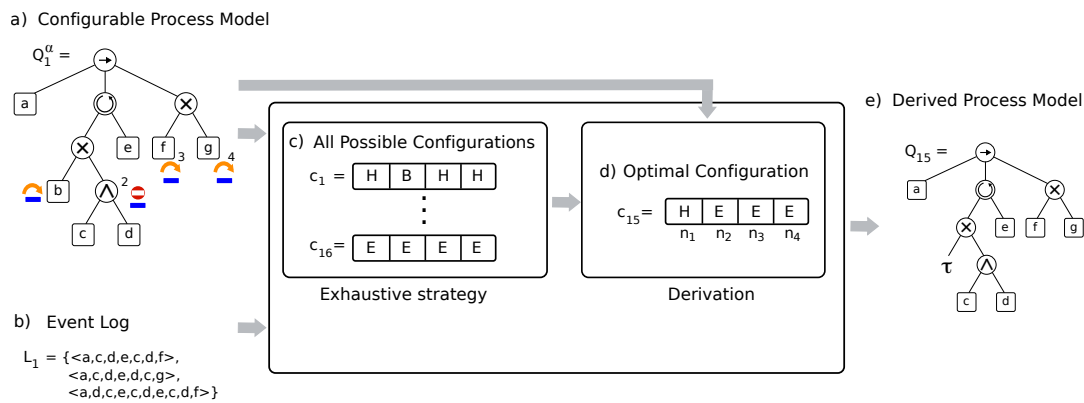 a) Configurable Process Model
Q₁ᵅ =
→
a
×
×
e
f 3
g 4
b
∧ 2
c
d
b) Event Log
L₁ = {<a,c,d,e,c,d,f>,
<a,c,d,e,d,c,g>,
<a,d,c,e,c,d,e,c,d,f>}
c) All Possible Configurations
c₁ = H B H H
⋮
c₁₆= E E E E
Exhaustive strategy
d) Optimal Configuration
c₁₅= H E E E
n₁ n₂ n₃ n₄
Derivation
e) Derived Process Model
Q₁₅ =
→
a
×
×
e
f
g
τ
∧
c
d